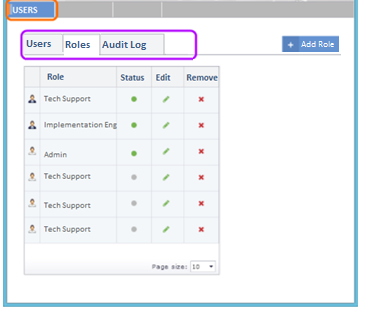 USERS
Users Roles Audit Log
+ Add Role
Role Status Edit Remove
Tech Support
Implementation Eng
Admin
Tech Support
Tech Support
Tech Support
Page size: 10